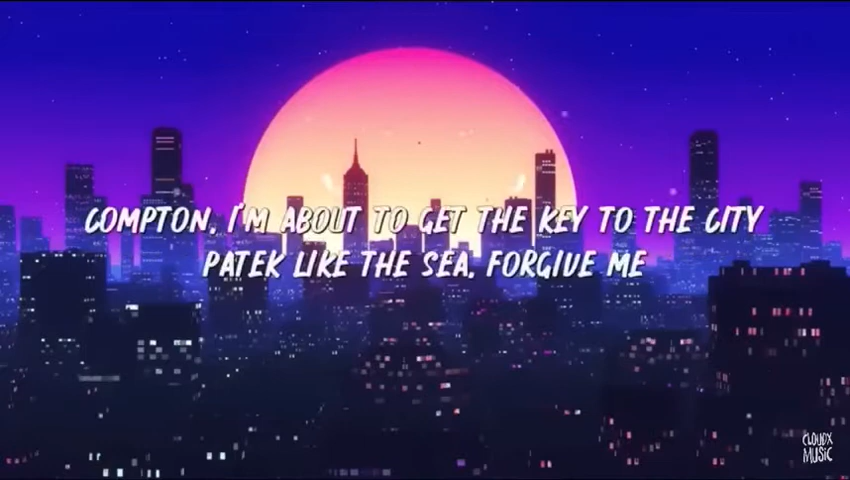 COMPTON, I'M ABOUT TO GET THE KEY TO THE CITY
PATEK LIKE THE SEA, FORGIVE ME
CLOUDX
MUSIC